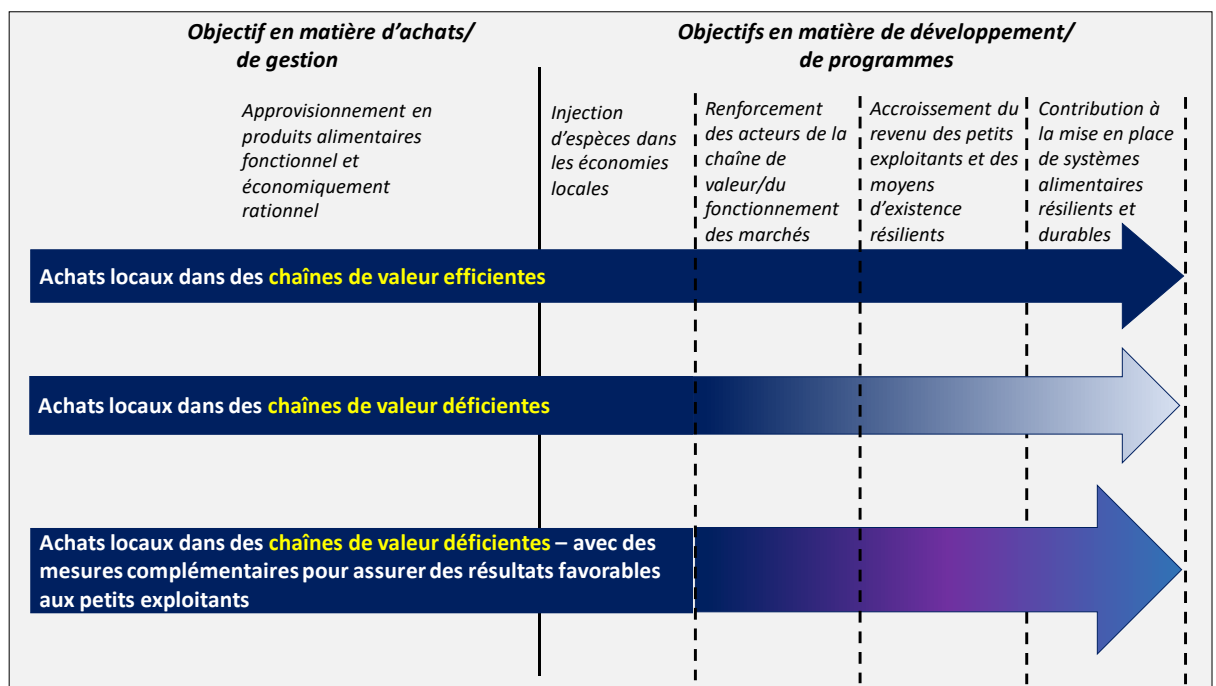 Objectif en matière d'achats/
de gestion
Objectifs en matière de développement/
de programmes
Approvisionnement en
produits alimentaires
fonctionnel et
économiquement
rationnel
Injection
d'espèces dans
les économies
locales
Renforcement
des acteurs de la
chaîne de
valeur/du
fonctionnement
des marchés
Accroissement du
revenu des petits
exploitants et des
moyens
d'existence
résilients
Contribution à
la mise en place
de systèmes
alimentaires
résilients et
durables
Achats locaux dans des chaînes de valeur efficientes
Achats locaux dans des chaînes de valeur déficientes
Achats locaux dans des chaînes de valeur déficientes – avec des
mesures complémentaires pour assurer des résultats favorables
aux petits exploitants